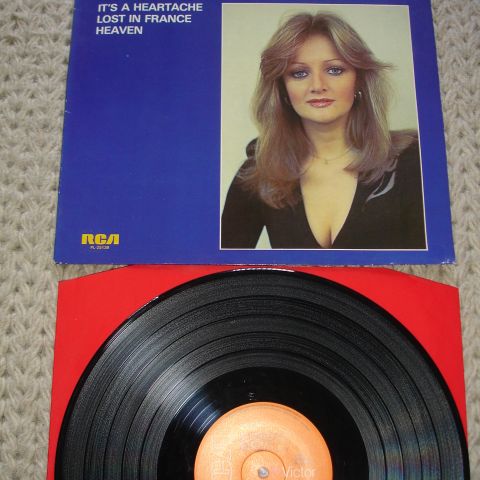 IT'S A HEARTACHE
LOST IN FRANCE
HEAVEN
RCA
Victor